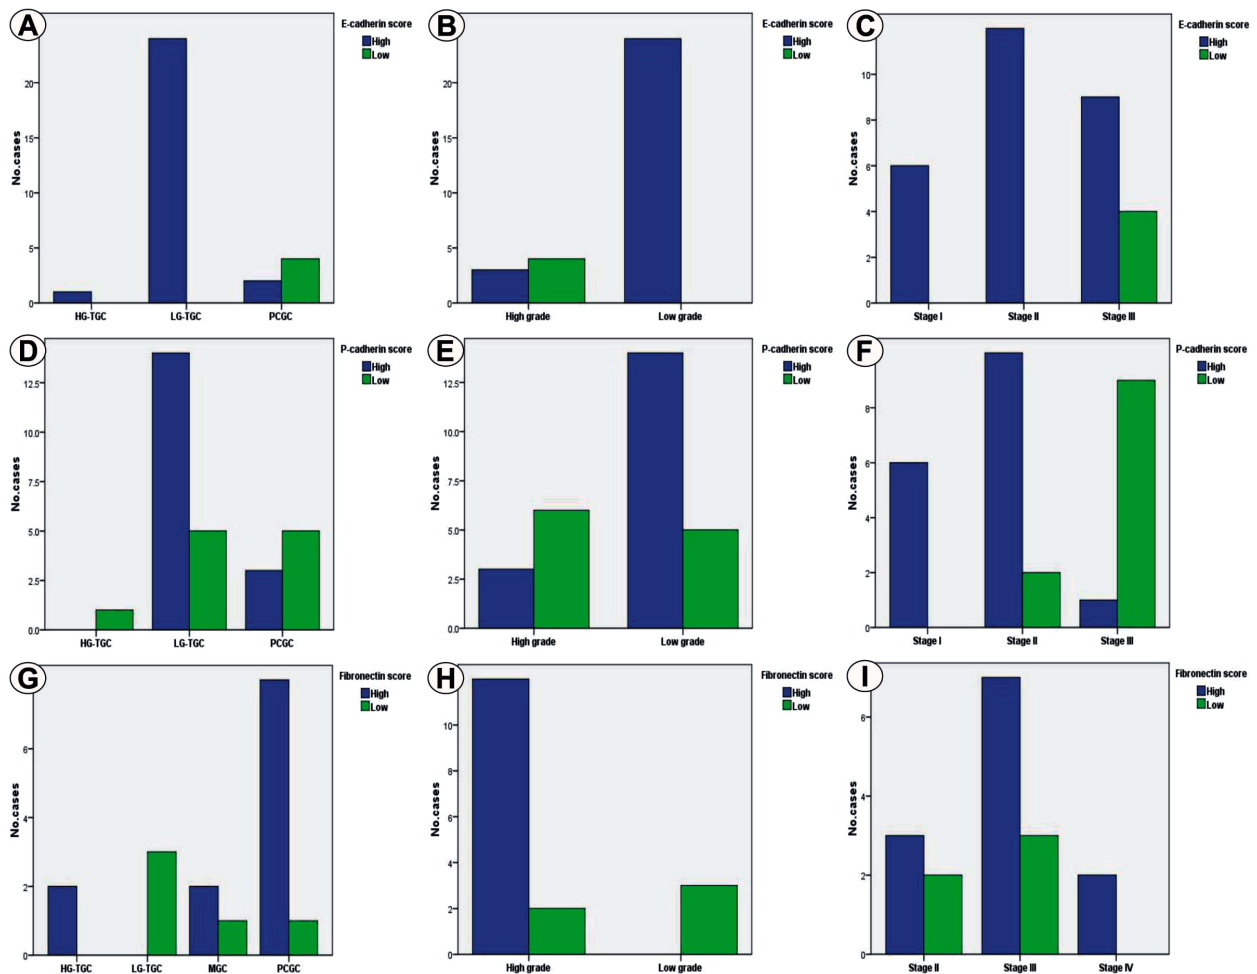 A
E-cadherin score
High
Low
No.cases
20
15
10
5
0
HG-TGC LG-TGC PCGC
B
E-cadherin score
High
Low
No.cases
20
15
10
5
0
High grade Low grade
C
E-cadherin score
High
Low
No.cases
10
8
6
4
2
0
Stage I Stage II Stage III
D
P-cadherin score
High
Low
No.cases
12.5
10.0
7.5
5.0
2.5
0.0
HG-TGC LG-TGC PCGC
E
P-cadherin score
High
Low
No.cases
12.5
10.0
7.5
5.0
2.5
0.0
High grade Low grade
F
P-cadherin score
High
Low
No.cases
8
6
4
2
0
Stage I Stage II Stage III
G
Fibronectin score
High
Low
No.cases
6
4
2
0
HG-TGC LG-TGC MGC PCGC
H
Fibronectin score
High
Low
No.cases
10
8
6
4
2
0
High grade Low grade
I
Fibronectin score
High
Low
No.cases
6
4
2
0
Stage II Stage III Stage IV